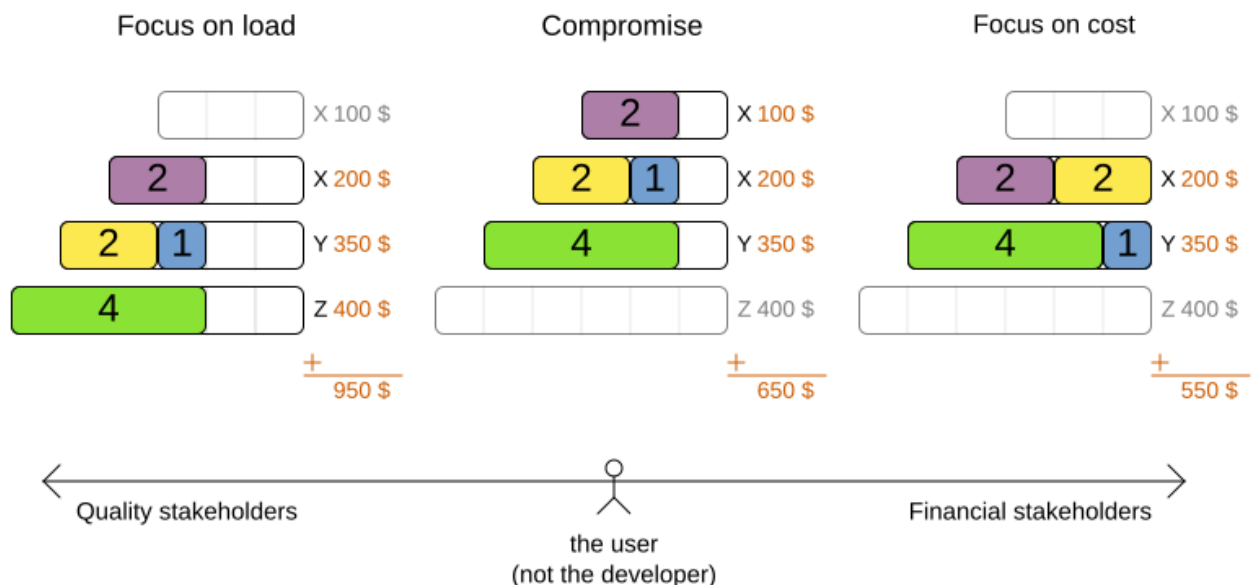 Focus on load
Compromise
Focus on cost
X 100 $
2
X 200 $
2
1
Y 350 $
4
Z 400 $
+
950 $
2
X 100 $
2
1
X 200 $
4
Y 350 $
Z 400 $
+
650 $
X 100 $
2
2
X 200 $
4
1
Y 350 $
Z 400 $
+
550 $
Quality stakeholders
the user
(not the developer)
Financial stakeholders